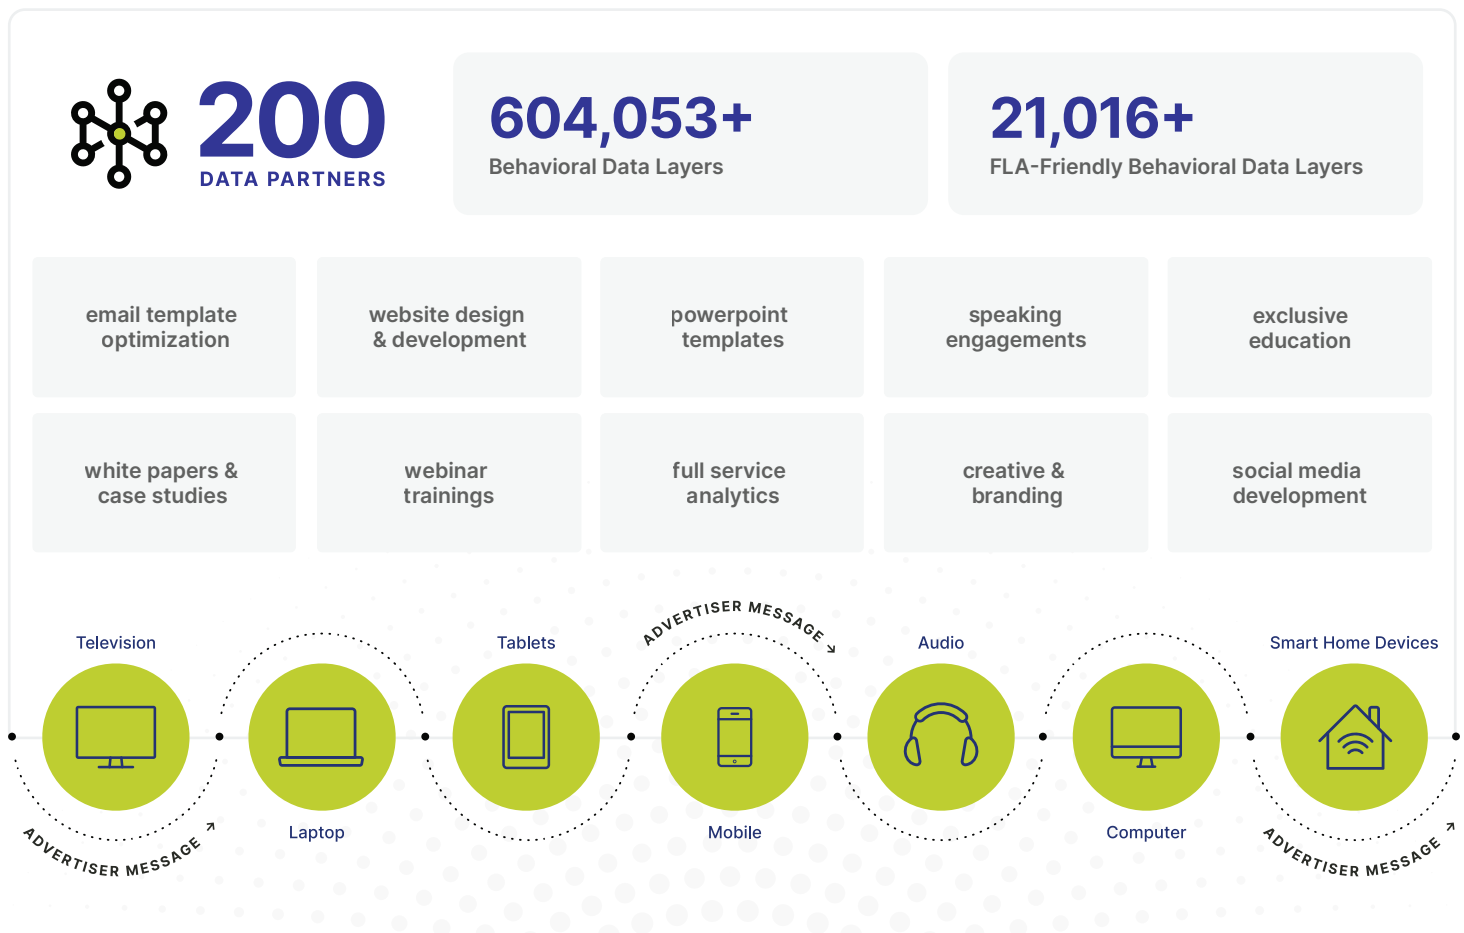 200
DATA PARTNERS
604,053+
Behavioral Data Layers
21,016+
FLA-Friendly Behavioral Data Layers
email template
optimization
website design
& development
powerpoint
templates
speaking
engagements
exclusive
education
white papers &
case studies
webinar
trainings
full service
analytics
creative &
branding
social media
development
ADVERTISER MESSAGE
Television
Tablets
Audio
Smart Home Devices
Laptop
Mobile
Computer
ADVERTISER MESSAGE
ADVERTISER MESSAGE